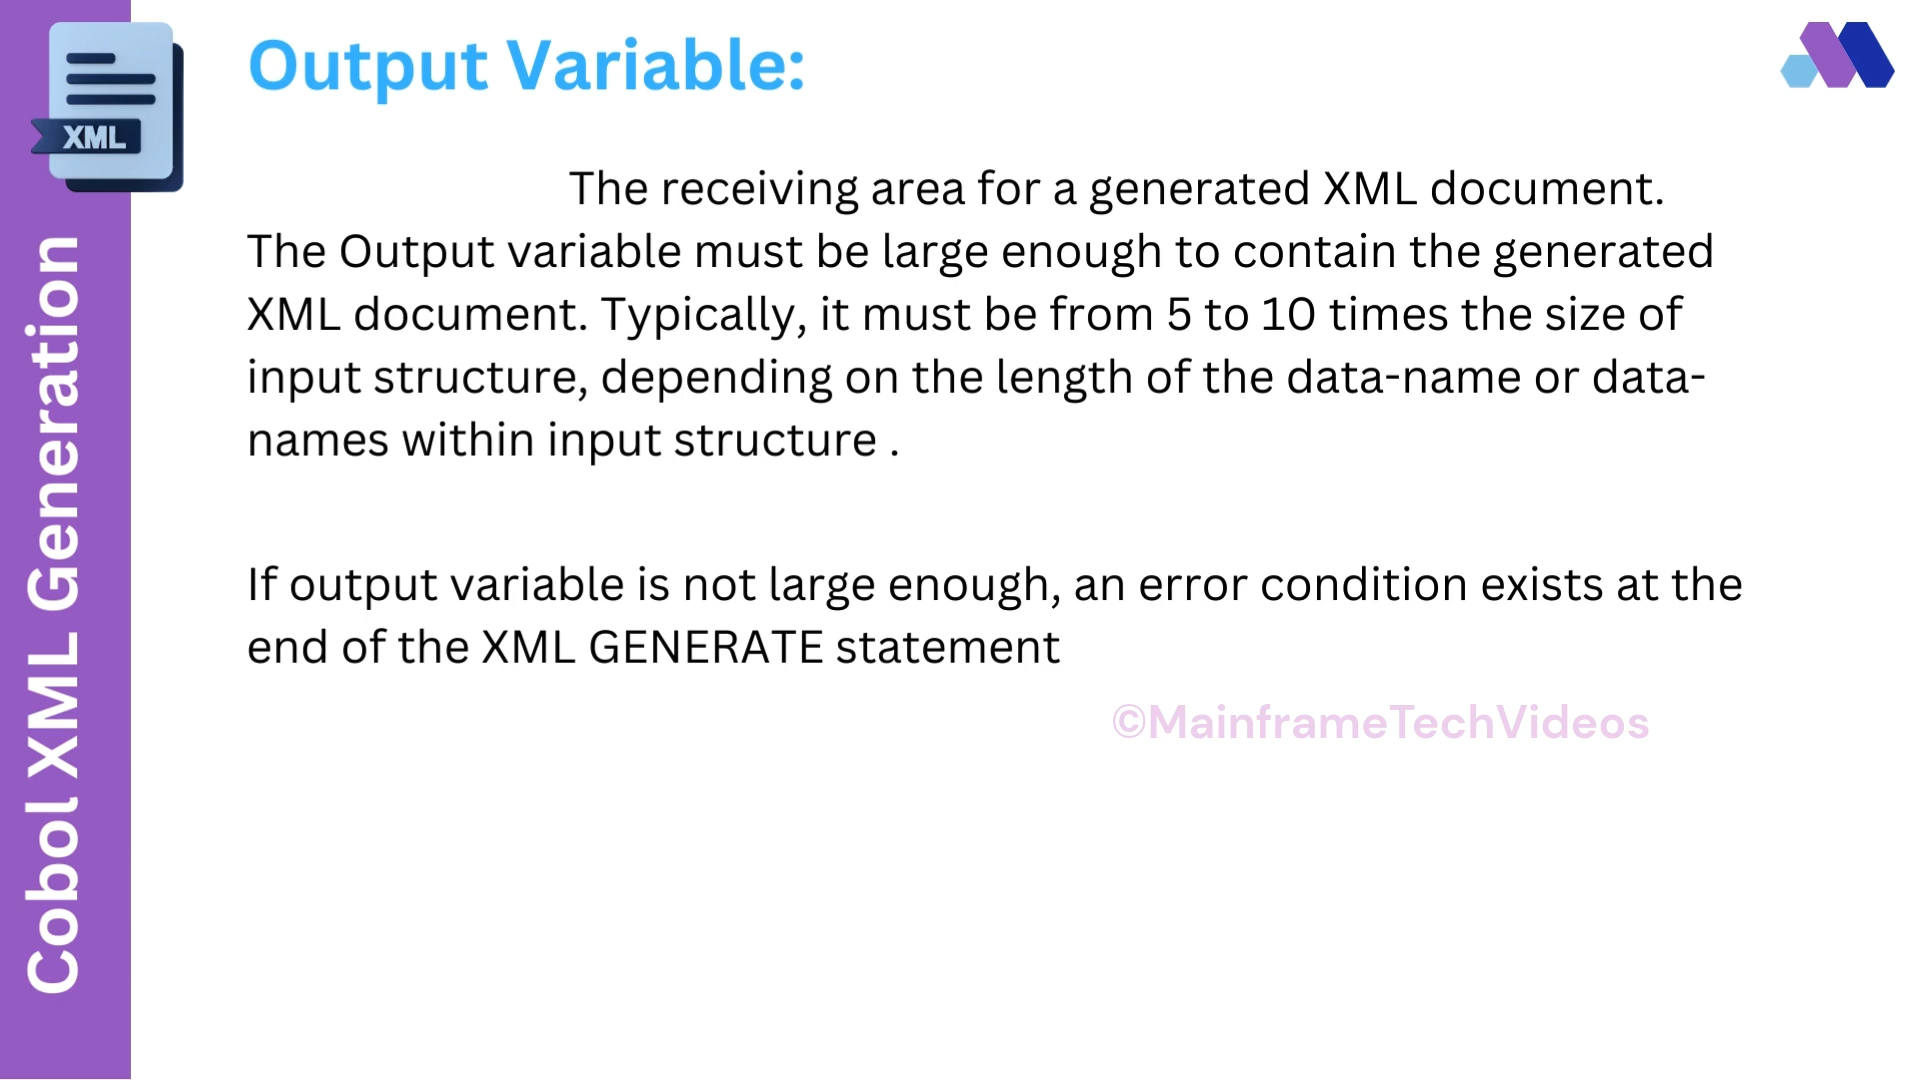 Output Variable:
XML
The receiving area for a generated XML document.
The Output variable must be large enough to contain the generated
XML document. Typically, it must be from 5 to 10 times the size of
input structure, depending on the length of the data-name or data-
names within input structure .
If output variable is not large enough, an error condition exists at the
end of the XML GENERATE statement
©MainframeTechVideos
Cobol XML Generation